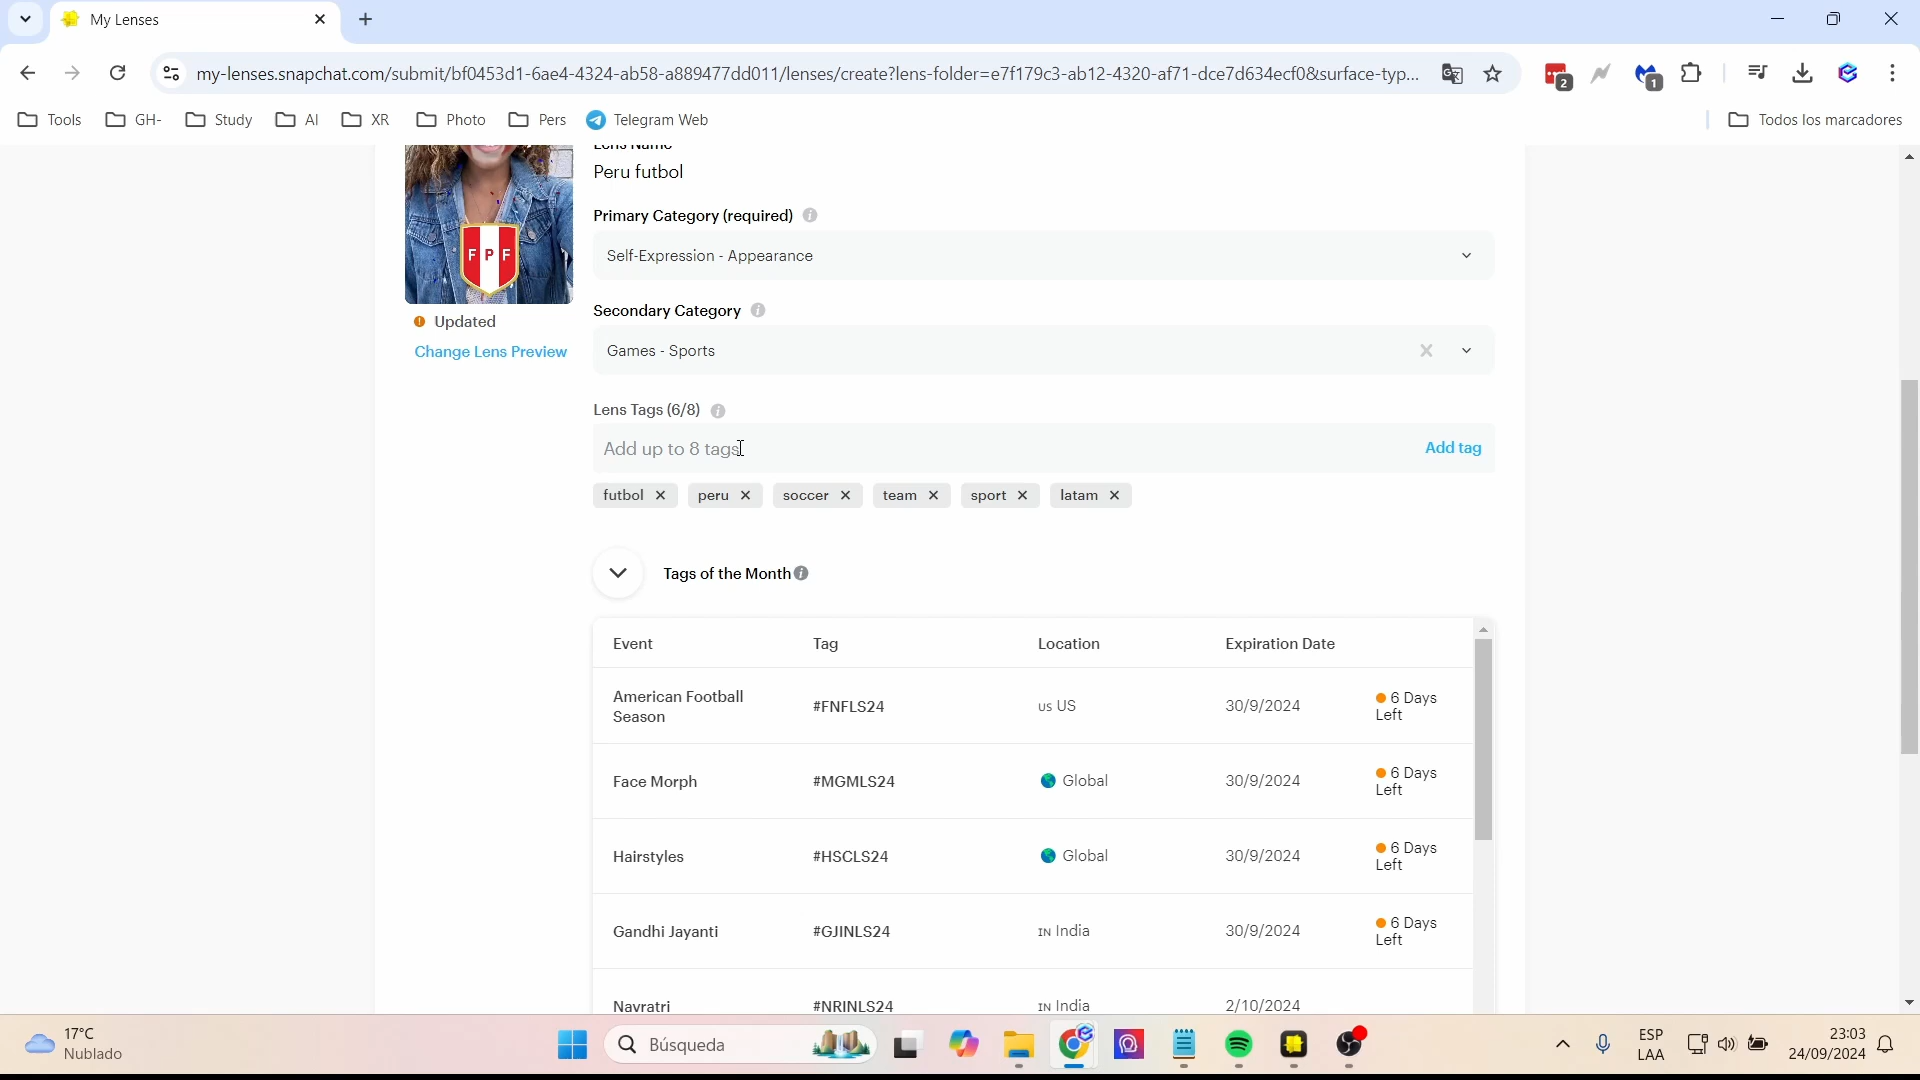 My Lenses
my-lenses.snapchat.com/submit/bf0453d1-6ae4-4324-ab58-a889477dd011/lenses/create?lens-folder=e7f179c3-ab12-4320-af71-dce7d634ecf0&surface-typ...
2
1
Tools
GH-
Study
AI
XR
Photo
Pers
Telegram Web
Todos los marcadores
Lens Name
Peru futbol
Primary Category (required)
Self-Expression - Appearance
FPF
Secondary Category
Updated
Games - Sports
Change Lens Preview
Lens Tags (6/8)
Add up to 8 tags
Add tag
futbol
peru
soccer
team
sport
latam
Tags of the Month
Event Tag Location Expiration Date
American Football Season #FNFLS24 US US 30/9/2024 6 Days Left
Face Morph #MGMLS24 Global 30/9/2024 6 Days Left
Hairstyles #HSCLS24 Global 30/9/2024 6 Days Left
Gandhi Jayanti #GJINLS24 IN India 30/9/2024 6 Days Left
Navratri #NRINLS24 IN India 2/10/2024
17°C
Nublado
Búsqueda
ESP
LAA
23:03
24/09/2024